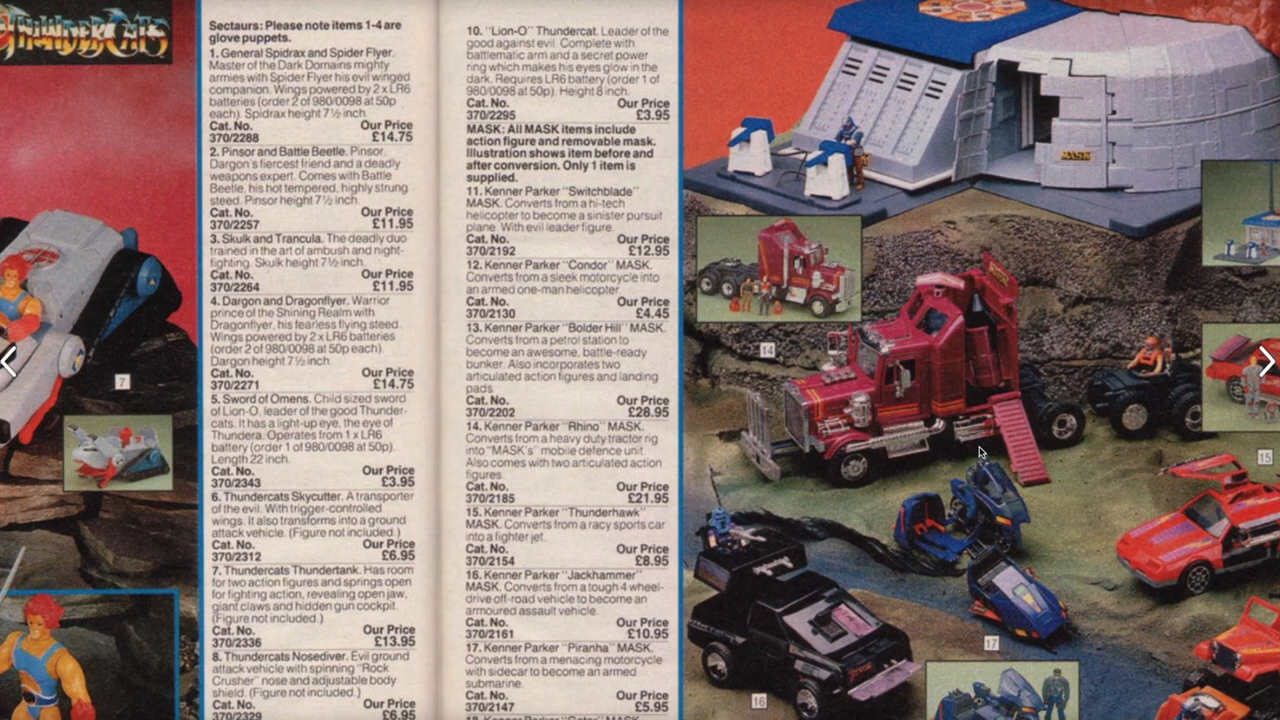 THUNDERCATS
Sectaurs: Please note items 1-4 are
glove puppets.
1. General Spidrax and Spider Flyer.
Master of the Dark Domains mighty
armies with Spider Flyer his evil winged
companion. Wings powered by 2 x LR6
batteries (order 2 of 980/0098 at 50p
each). Spidrax height 7½ inch.
Cat. No. Our Price
370/2288 £14.75
2. Pinsor and Battle Beetle. Pinsor,
Dargon's fiercest friend and a deadly
weapons expert. Comes with Battle
Beetle, his hot tempered, highly strung
steed. Pinsor height 7½ inch.
Cat. No. Our Price
370/2257 £11.95
3. Skulk and Trancula. The deadly duo
trained in the art of ambush and night-
fighting. Skulk height 7½ inch.
Cat. No. Our Price
370/2264 £11.95
4. Dargon and Dragonflyer. Warrior
prince of the Shining Realm with
Dragonflyer, his fearless flying steed.
Wings powered by 2 x LR6 batteries
(order 2 of 980/0098 at 50p each).
Dargon height 7½ inch.
Cat. No. Our Price
370/2271 £14.75
5. Sword of Omens. Child sized sword
of Lion-O, leader of the good Thunder-
cats. It has a light-up eye, the eye of
Thundera. Operates from 1 x LR6
battery (order 1 of 980/0098 at 50p).
Length 22 inch.
Cat. No. Our Price
370/2343 £3.95
6. Thundercats Skycutter. A transporter
of the evil. With trigger-controlled
wings. it also transforms into a ground
attack vehicle. (Figure not included.)
Cat. No. Our Price
370/2312 £6.95
7. Thundercats Thundertank. Has room
for two action figures and springs open
for fighting action, revealing open jaw,
giant claws and hidden gun cockpit.
(Figure not included.)
Cat. No. Our Price
370/2336 £13.95
8. Thundercats Nosediver. Evil ground
attack vehicle with spinning "Rock
Crusher" nose and adjustable body
shield. (Figure not included.)
Cat. No. Our Price
370/2329 £6.95
10. "Lion-O" Thundercat. Leader of the
good against evil. Complete with
battlematic arm and a secret power
ring which makes his eyes glow in the
dark. Requires LR6 battery (order 1 of
980/0098 at 50p). Height 8 inch.
Cat. No. Our Price
370/2295 £3.95
MASK: All MASK items include
action figure and removable mask.
Illustration shows item before and
after conversion. Only 1 item is
supplied.
11. Kenner Parker "Switchblade"
MASK. Converts from a hi-tech
helicopter to become a sinister pursuit
plane. With evil leader figure.
Cat. No. Our Price
370/2192 £12.95
12. Kenner Parker "Condor" MASK.
Converts from a sleek motorcycle into
an armed one-man helicopter.
Cat. No. Our Price
370/2130 £4.45
13. Kenner Parker "Bolder Hill" MASK.
Converts from a petrol station to
become an awesome, battle-ready
bunker. Also incorporates two
articulated action figures and landing
pads.
Cat. No. Our Price
370/2202 £28.95
14. Kenner Parker "Rhino" MASK.
Converts from a heavy duty tractor rig
into "MASK's" mobile defence unit.
Also comes with two articulated action
figures.
Cat. No. Our Price
370/2185 £21.95
15. Kenner Parker "Thunderhawk"
MASK. Converts from a racy sports car
into a fighter jet.
Cat. No. Our Price
370/2154 £8.95
16. Kenner Parker "Jackhammer"
MASK. Converts from a tough 4 wheel-
drive off-road vehicle to become an
armoured assault vehicle.
Cat. No. Our Price
370/2161 £10.95
17. Kenner Parker "Piranha" MASK.
Converts from a menacing motorcycle
with sidecar to become an armed
submarine.
Cat. No. Our Price
370/2147 £5.95
MASK
7
14
15
16
17